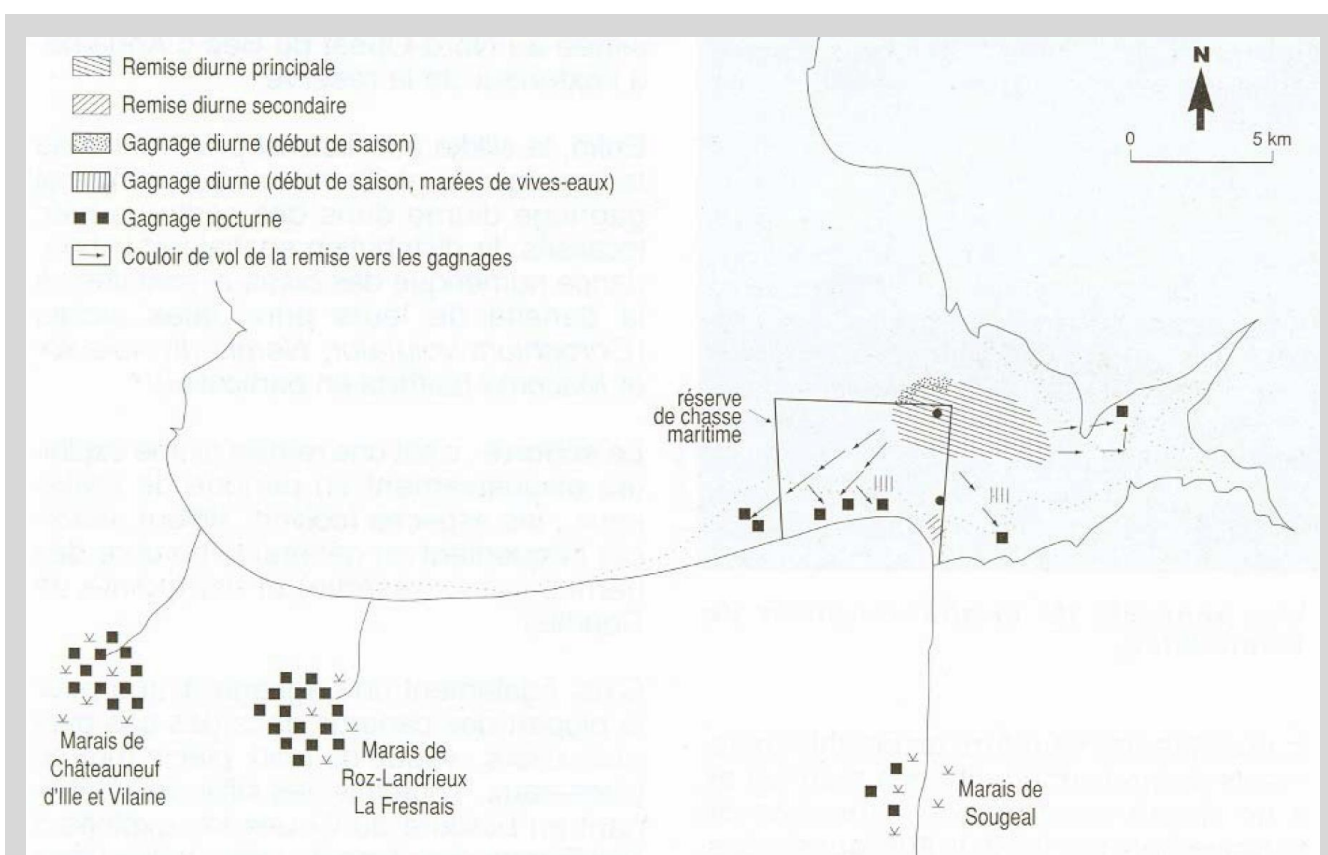 Remise diurne principale
Remise diurne secondaire
Gagnage diurne (début de saison)
Gagnage diurne (début de saison, marées de vives-eaux)
Gagnage nocturne
Couloir de vol de la remise vers les gagnages
N
0 5 km
réserve
de chasse
maritime
Marais de
Châteauneuf
d'Ille et Vilaine
Marais de
Roz-Landrieux
La Fresnais
Marais de
Sougeal